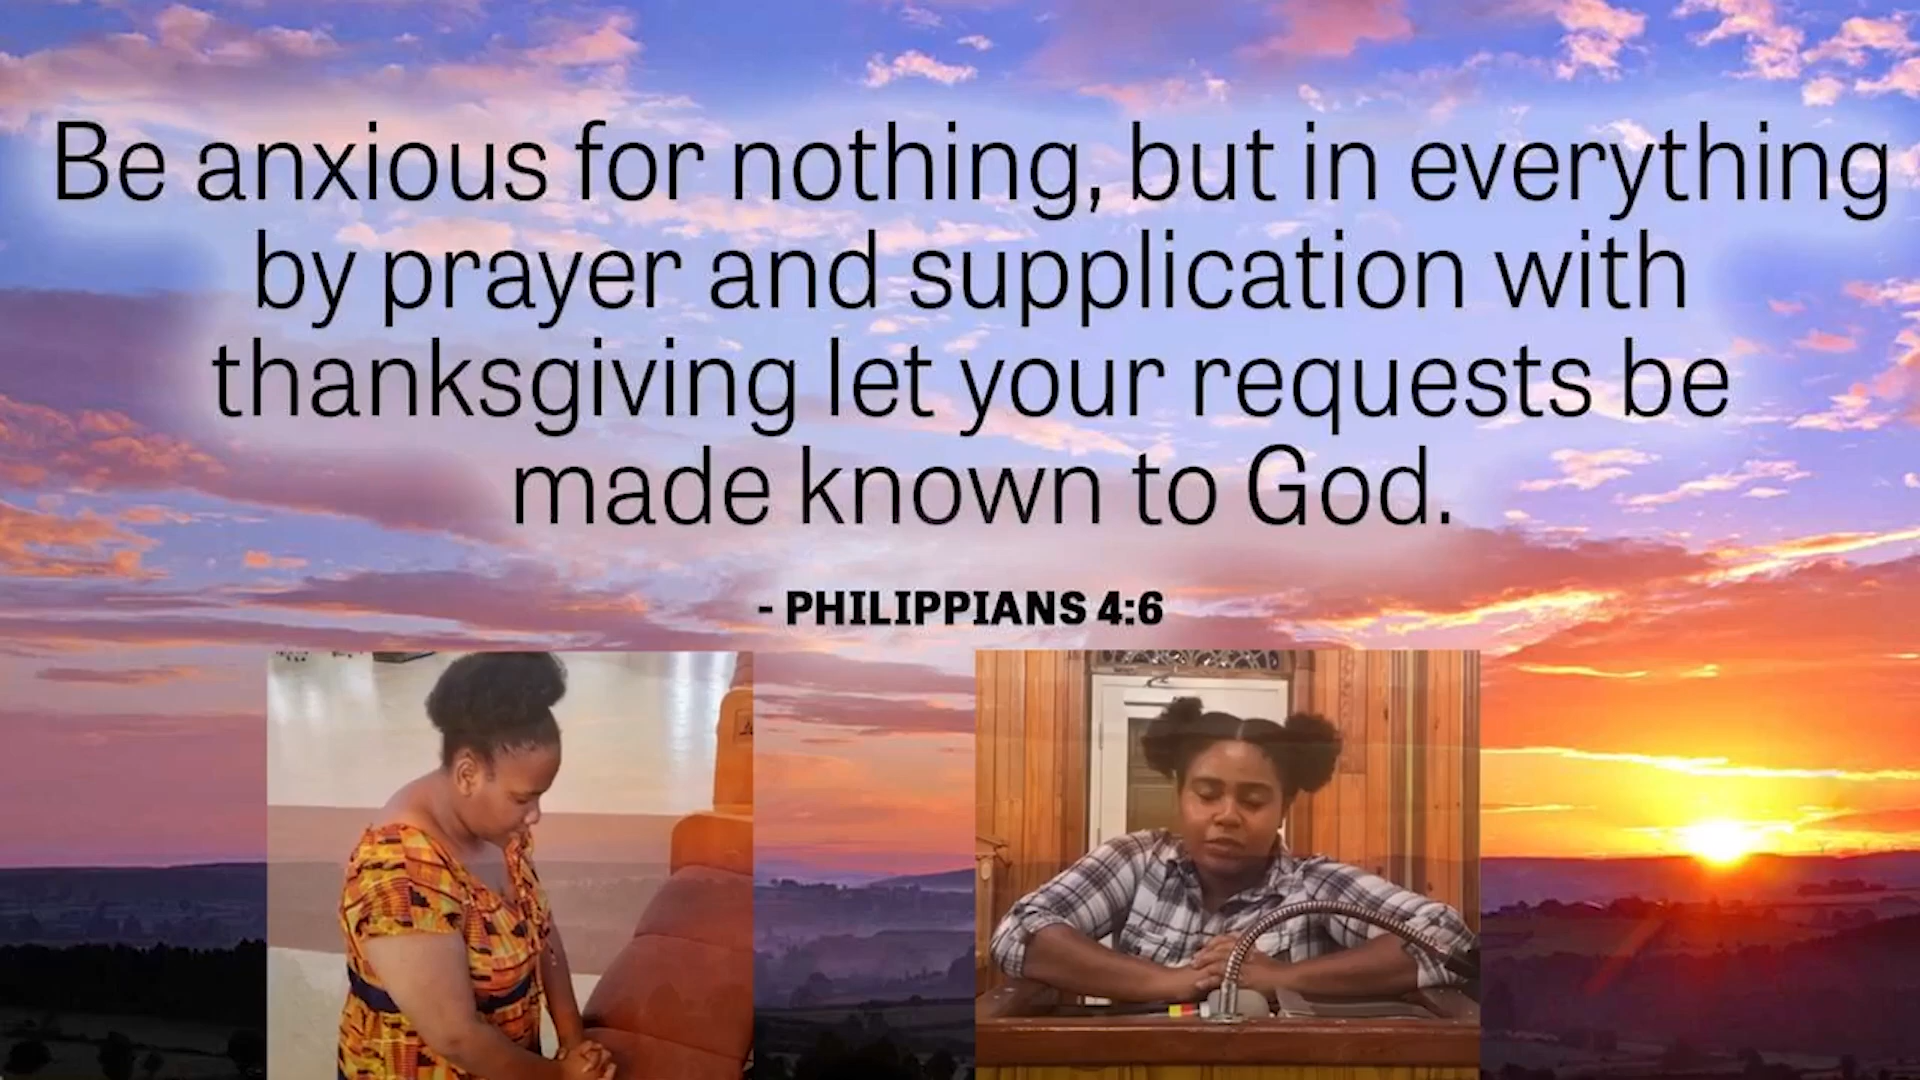 Be anxious for nothing, but in everything
by prayer and supplication with
thanksgiving let your requests be
made known to God.
- PHILIPPIANS 4:6